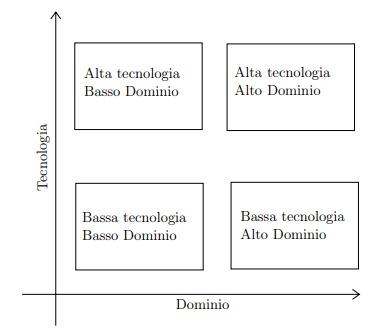 Alta tecnologia
Basso Dominio
Alta tecnologia
Alto Dominio
Tecnologia
Bassa tecnologia
Basso Dominio
Bassa tecnologia
Alto Dominio
Dominio